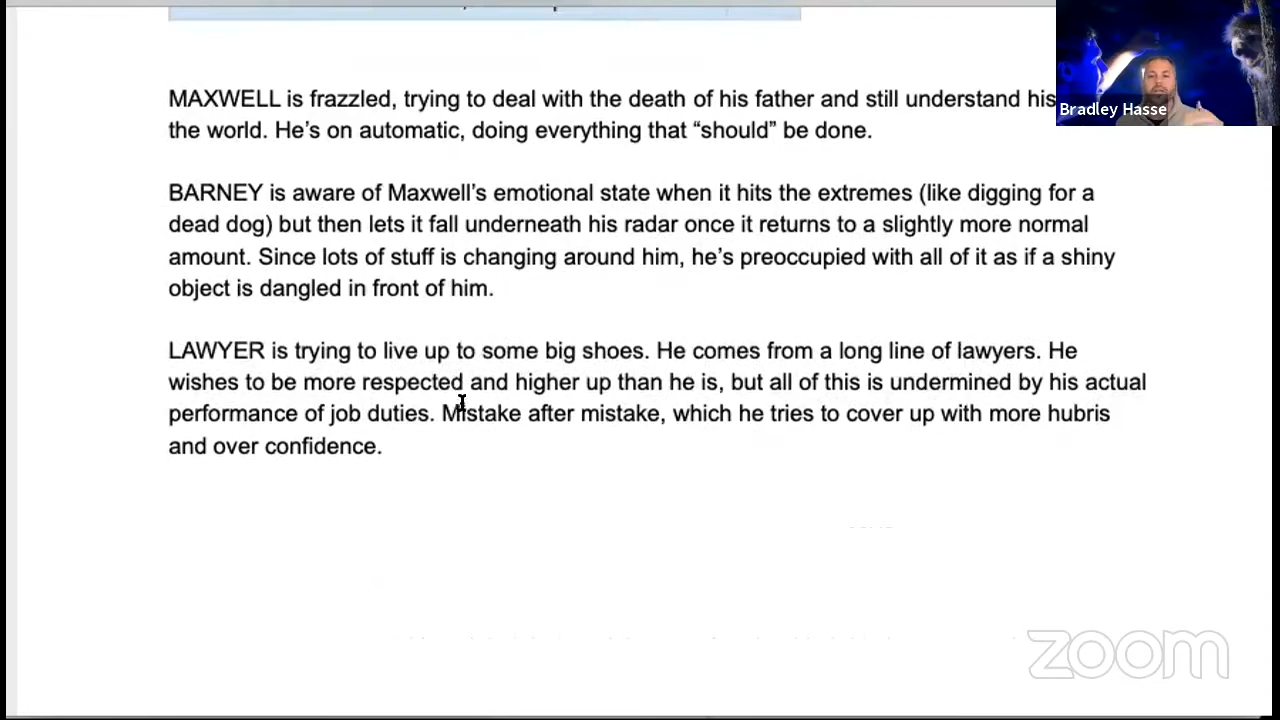 MAXWELL is frazzled, trying to deal with the death of his father and still understand his
the world. He's on automatic, doing everything that “should” be done.
BARNEY is aware of Maxwell's emotional state when it hits the extremes (like digging for a
dead dog) but then lets it fall underneath his radar once it returns to a slightly more normal
amount. Since lots of stuff is changing around him, he's preoccupied with all of it as if a shiny
object is dangled in front of him.
LAWYER is trying to live up to some big shoes. He comes from a long line of lawyers. He
wishes to be more respected and higher up than he is, but all of this is undermined by his actual
performance of job duties. Mistake after mistake, which he tries to cover up with more hubris
and over confidence.
Bradley Hasse
zoom